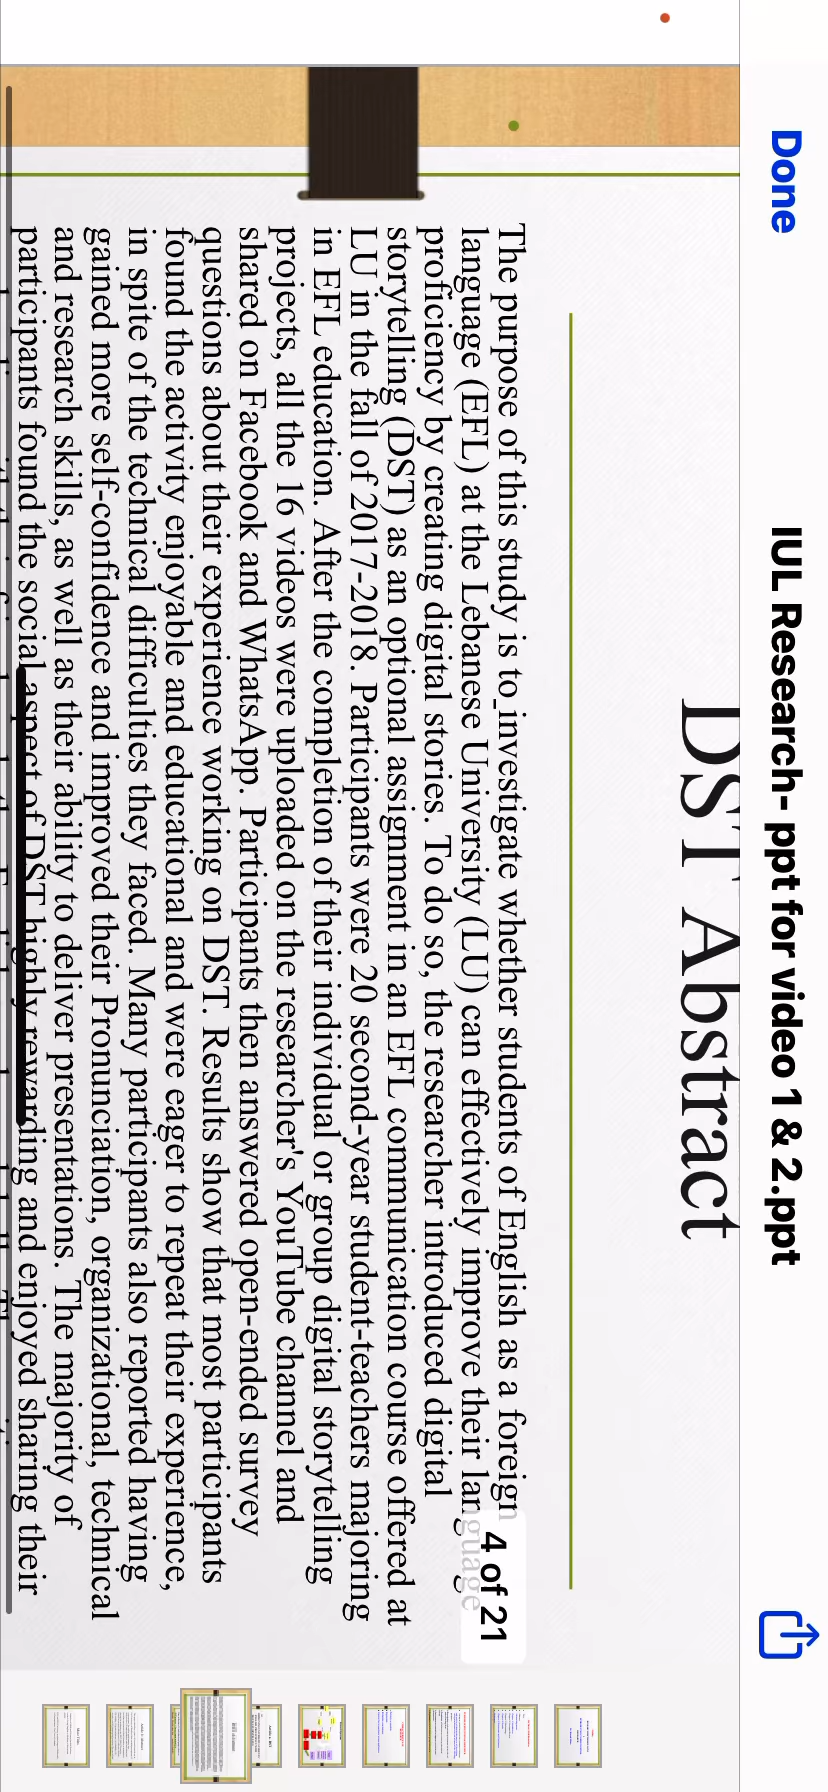 Done
IUL Research- ppt for video 1 & 2.ppt
DST Abstract
The purpose of this study is to investigate whether students of English as a foreign
language (EFL) at the Lebanese University (LU) can effectively improve their language
proficiency by creating digital stories. To do so, the researcher introduced digital
storytelling (DST) as an optional assignment in an EFL communication course offered at
LU in the fall of 2017-2018. Participants were 20 second-year student-teachers majoring
in EFL education. After the completion of their individual or group digital storytelling
projects, all the 16 videos were uploaded on the researcher's YouTube channel and
shared on Facebook and WhatsApp. Participants then answered open-ended survey
questions about their experience working on DST. Results show that most participants
found the activity enjoyable and educational and were eager to repeat their experience,
in spite of the technical difficulties they faced. Many participants also reported having
gained more self-confidence and improved their Pronunciation, organizational, technical
and research skills, as well as their ability to deliver presentations. The majority of
participants found the social aspect of DST highly rewarding and enjoyed sharing their
4 of 21